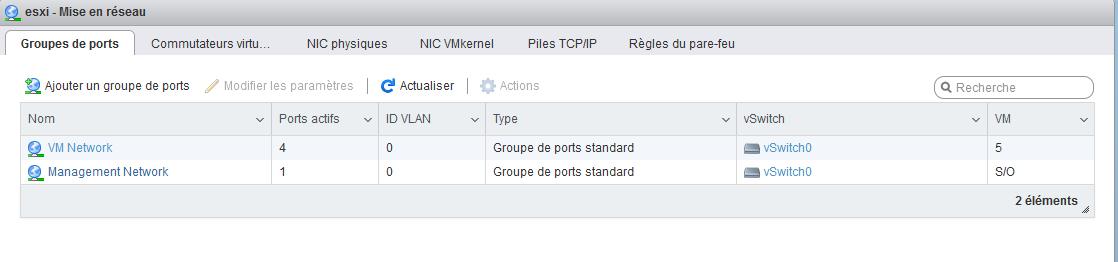 esxi - Mise en réseau
Groupes de ports Commutateurs virtu... NIC physiques NIC VMkernel Piles TCP/IP Règles du pare-feu
Ajouter un groupe de ports Modifier les paramètres Actualiser Actions Recherche
Nom Ports actifs ID VLAN Type vSwitch VM
VM Network 4 0 Groupe de ports standard vSwitch0 5
Management Network 1 0 Groupe de ports standard vSwitch0 S/O
2 éléments